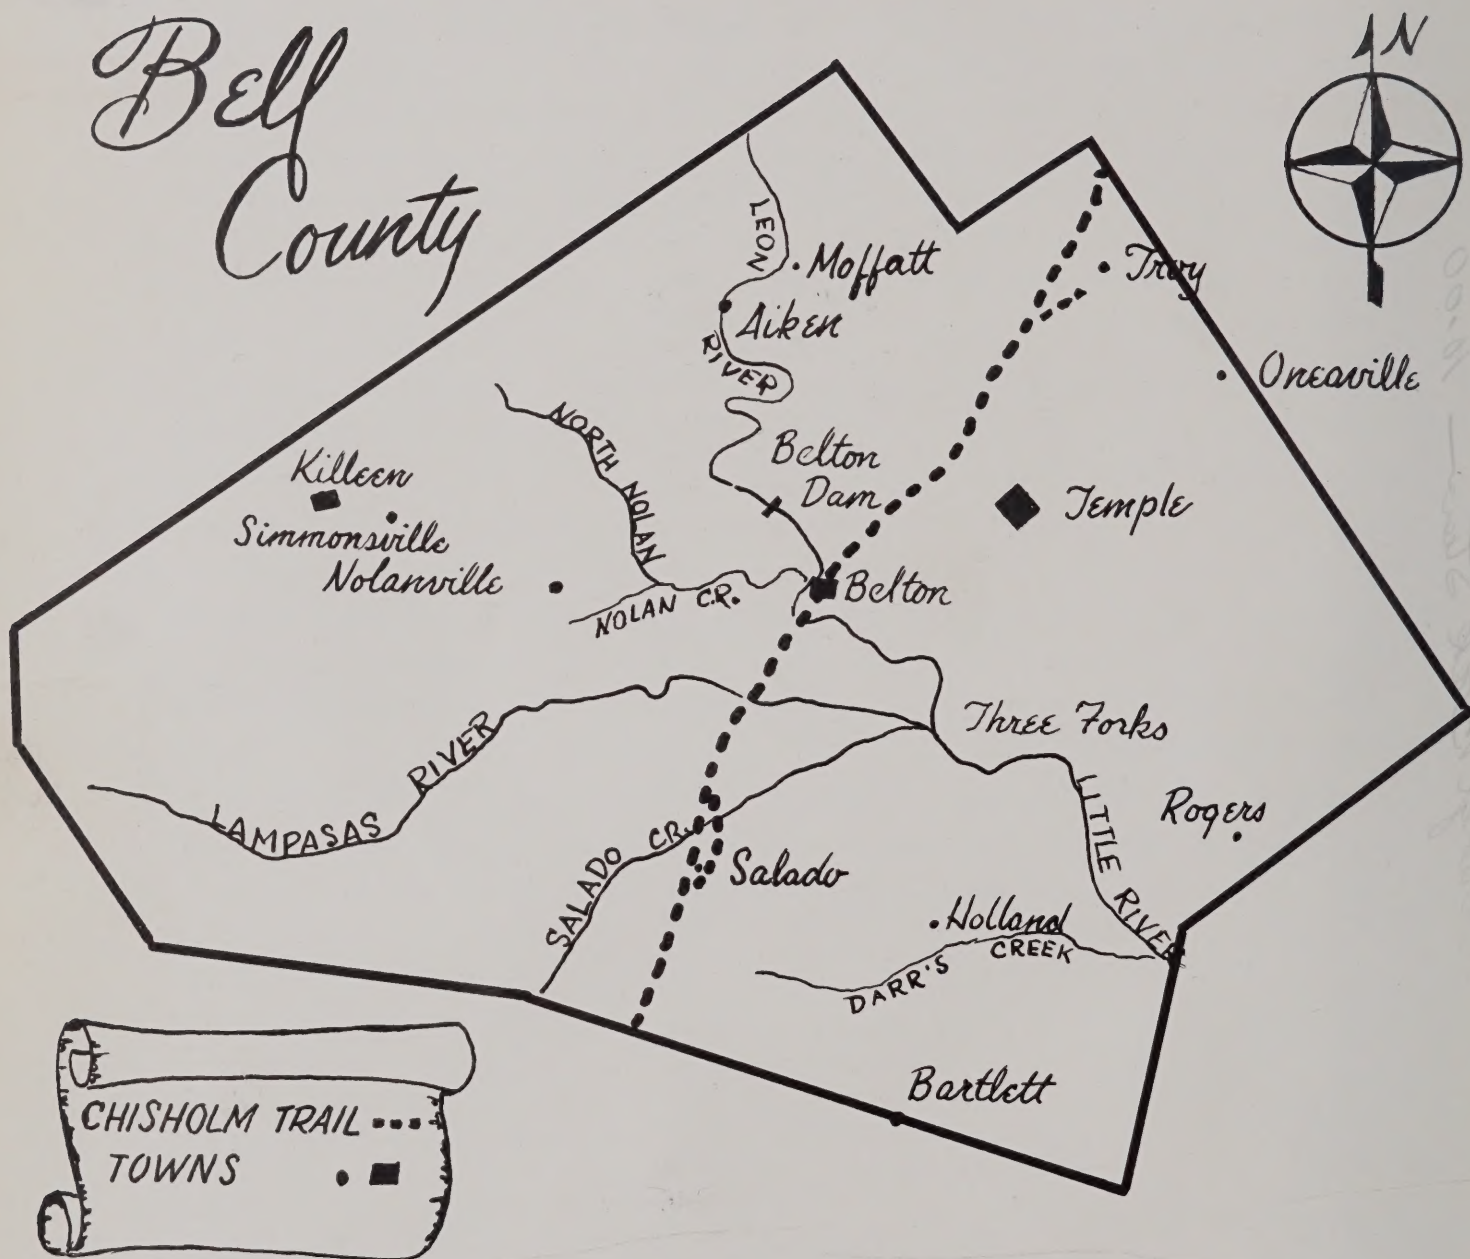 Bell
County
N
LEON
RIVER
Moffatt
Aiken
Troy
Oneaville
NORTH NOLAN
Belton
Dam
Killeen
Simmonsville
Nolanville
Temple
NOLAN CR.
Belton
LAMPASAS RIVER
Three Forks
LITTLE RIVER
Rogers
SALADO CR.
Salado
Holland
DARR'S CREEK
Bartlett
CHISHOLM TRAIL
TOWNS